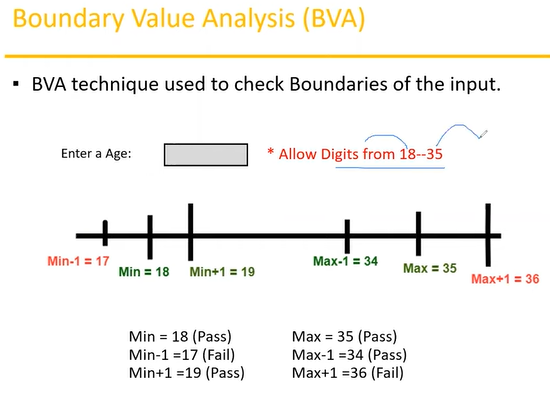 Boundary Value Analysis (BVA)
▪ BVA technique used to check Boundaries of the input.
Enter a Age: * Allow Digits from 18--35
Min-1 = 17 Min = 18 Min+1 = 19 Max-1 = 34 Max = 35 Max+1 = 36
Min = 18 (Pass) Max = 35 (Pass)
Min-1 =17 (Fail) Max-1 =34 (Pass)
Min+1 =19 (Pass) Max+1 =36 (Fail)